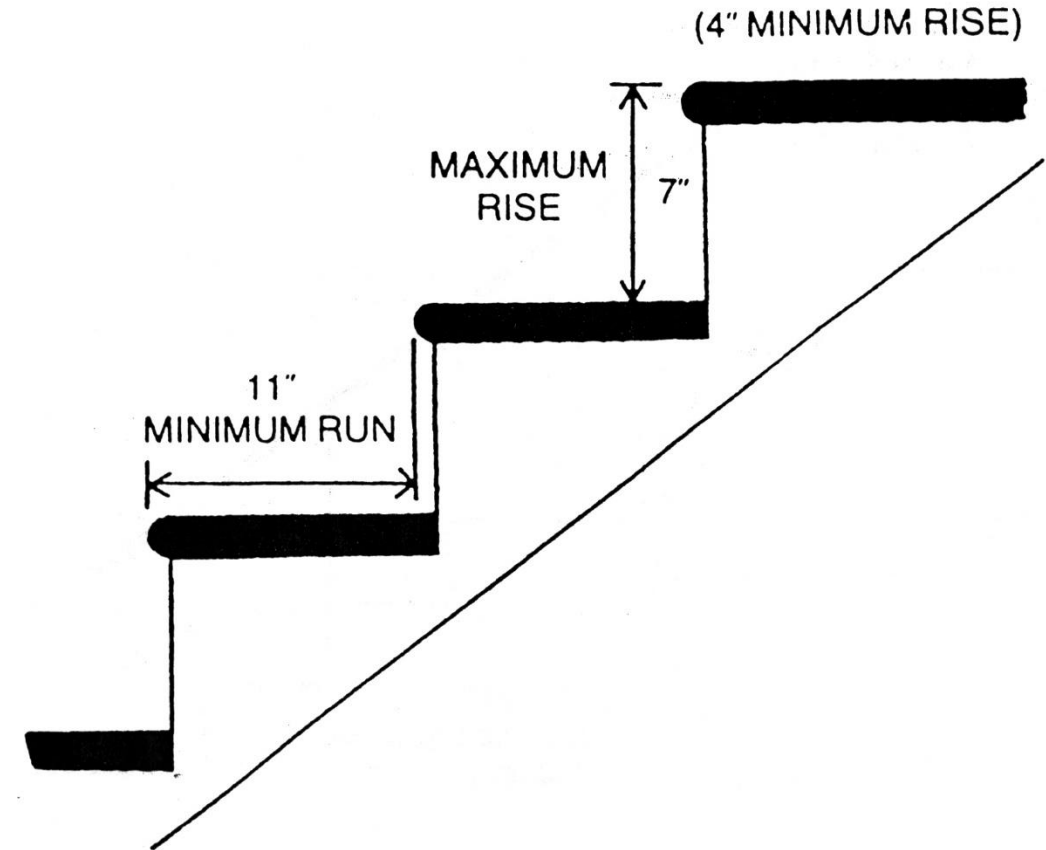 (4" MINIMUM RISE)
MAXIMUM
RISE
7"
11"
MINIMUM RUN